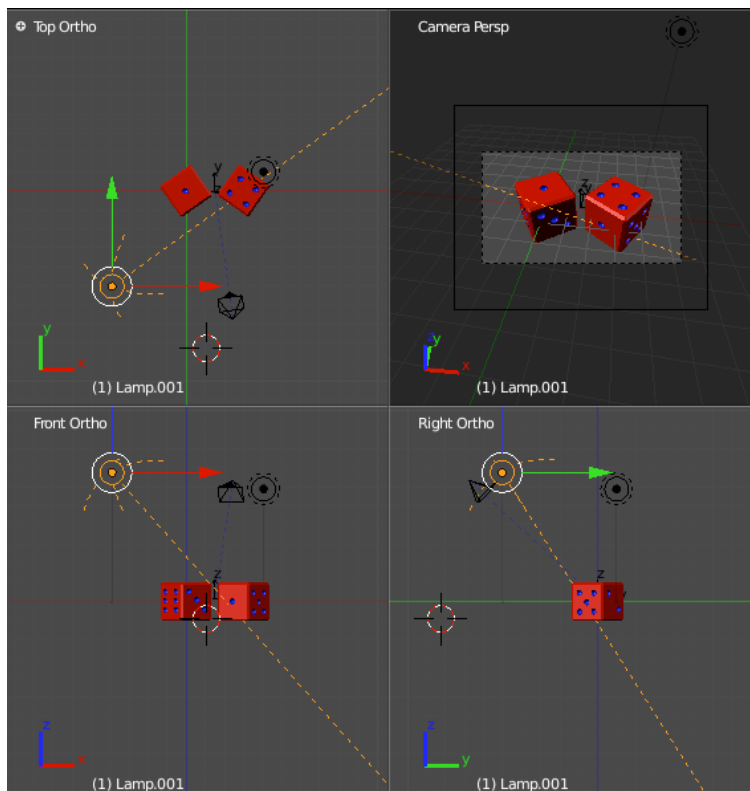 Top Ortho
y
y
x
(1) Lamp.001
Camera Persp
z
z
y
x
(1) Lamp.001
Front Ortho
z
z
x
(1) Lamp.001
Right Ortho
z
y
z
y
(1) Lamp.001